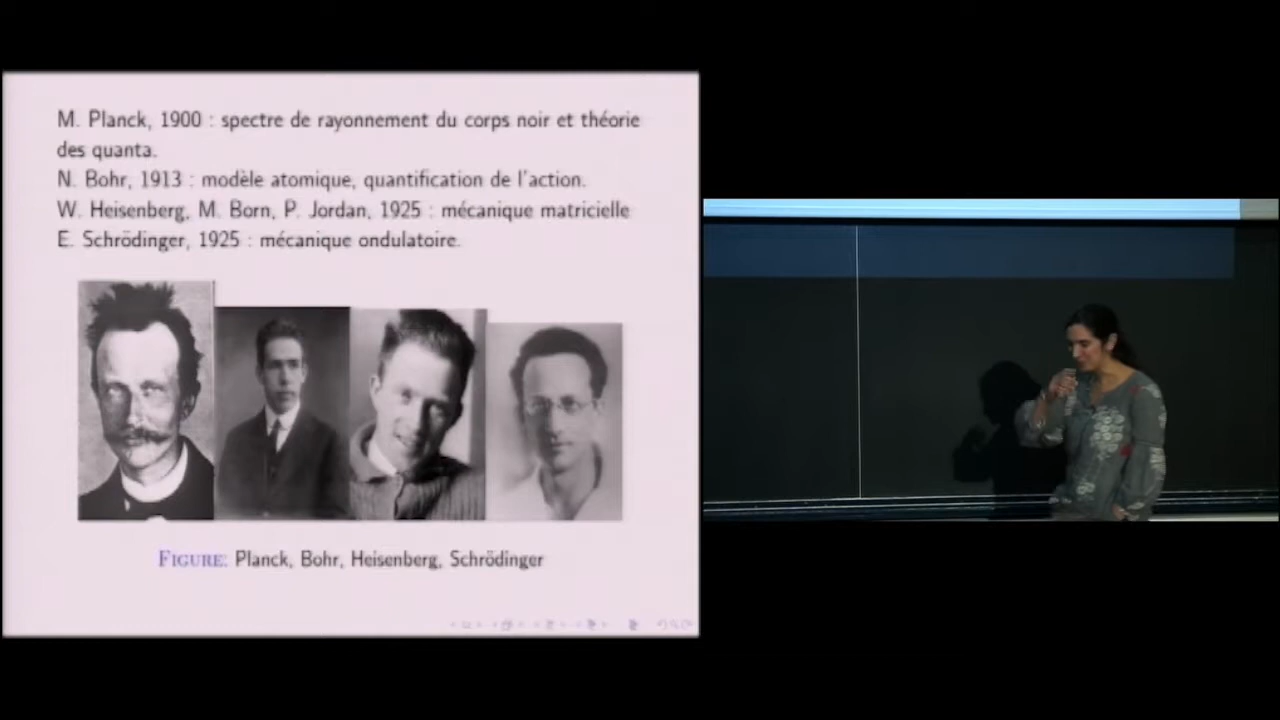 M. Planck, 1900 : spectre de rayonnement du corps noir et théorie
des quanta.
N. Bohr, 1913 : modèle atomique, quantification de l'action.
W. Heisenberg, M. Born, P. Jordan, 1925 : mécanique matricielle
E. Schrödinger, 1925 : mécanique ondulatoire.
FIGURE: Planck, Bohr, Heisenberg, Schrödinger